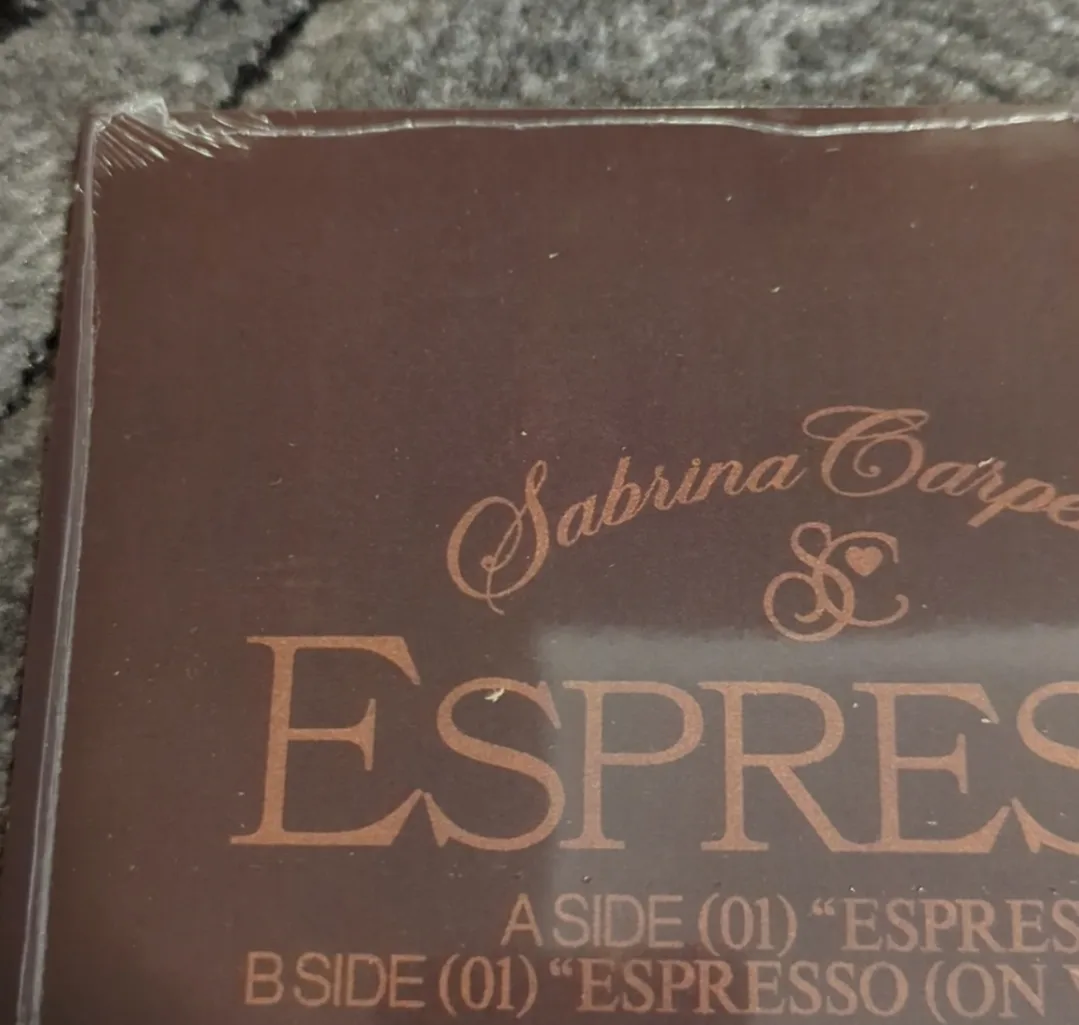 Sabrina Carpe
SC
ESPRES
A SIDE (01) “ESPRES
B SIDE (01) “ESPRESSO (ON V